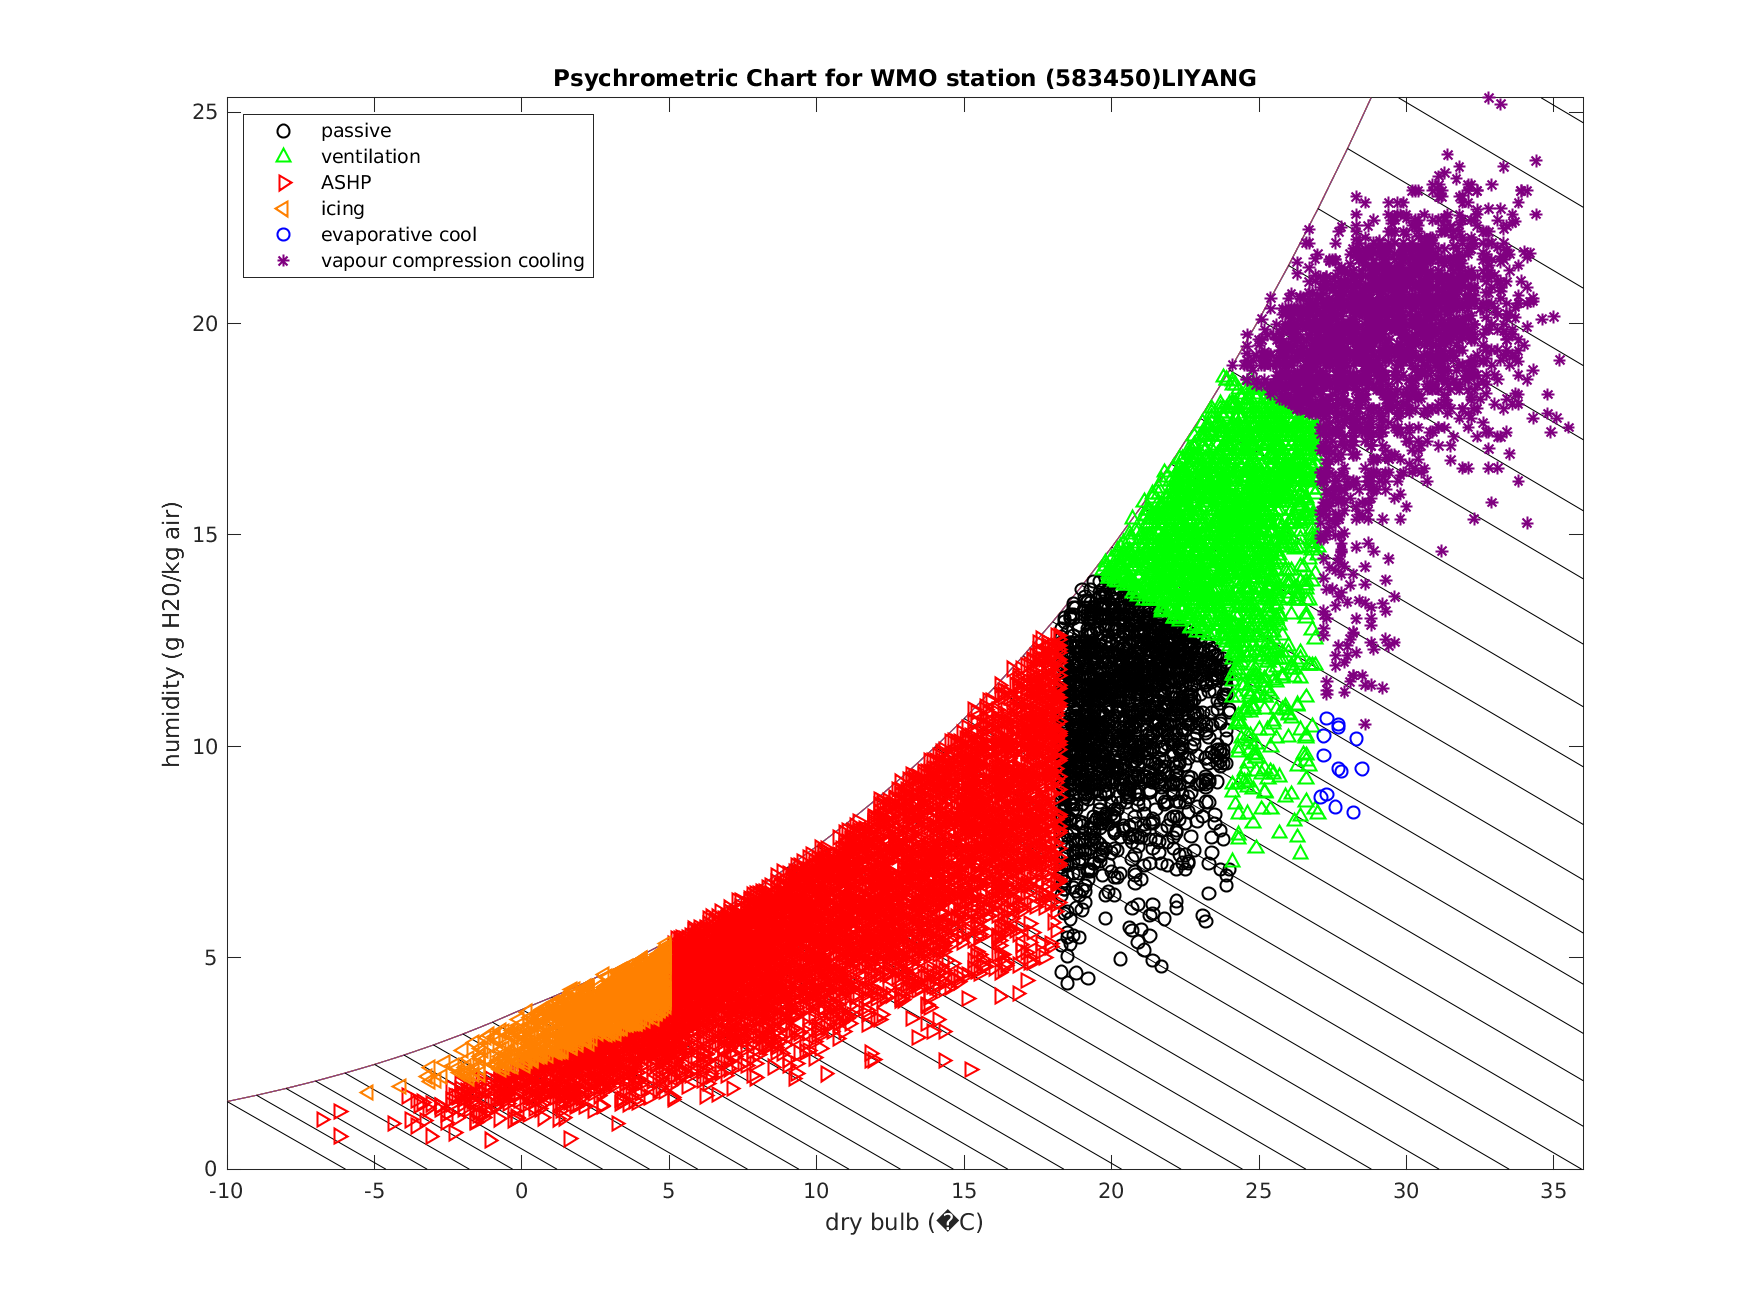 Psychrometric Chart for WMO station (583450)LIYANG
passive
ventilation
ASHP
icing
evaporative cool
vapour compression cooling
humidity (g H20/kg air)
25
20
15
10
5
0
-10 -5 0 5 10 15 20 25 30 35
dry bulb (�C)